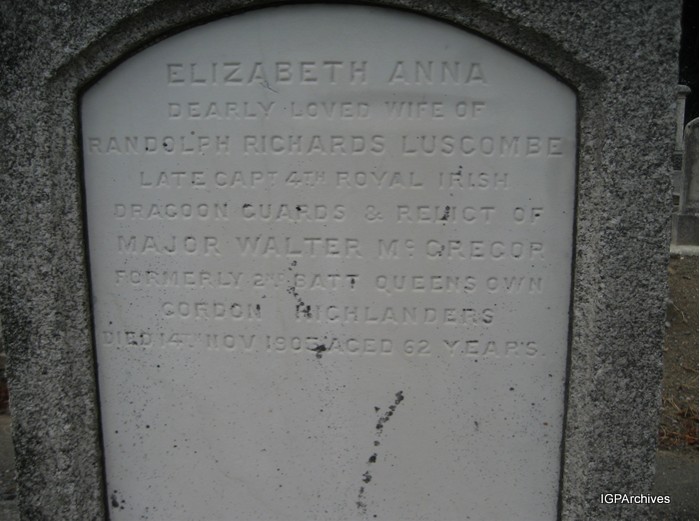 ELIZABETH ANNA
DEARLY LOVED WIFE OF
RANDOLPH RICHARDS LUSCOMBE
LATE CAPT 4TH ROYAL IRISH
DRAGOON GUARDS & RELICT OF
MAJOR WALTER McGREGOR
FORMERLY 2ND BATT QUEENS OWN
GORDON HIGHLANDERS
DIED 14TH NOV. 1903 AGED 62 YEARS.
IGPArchives